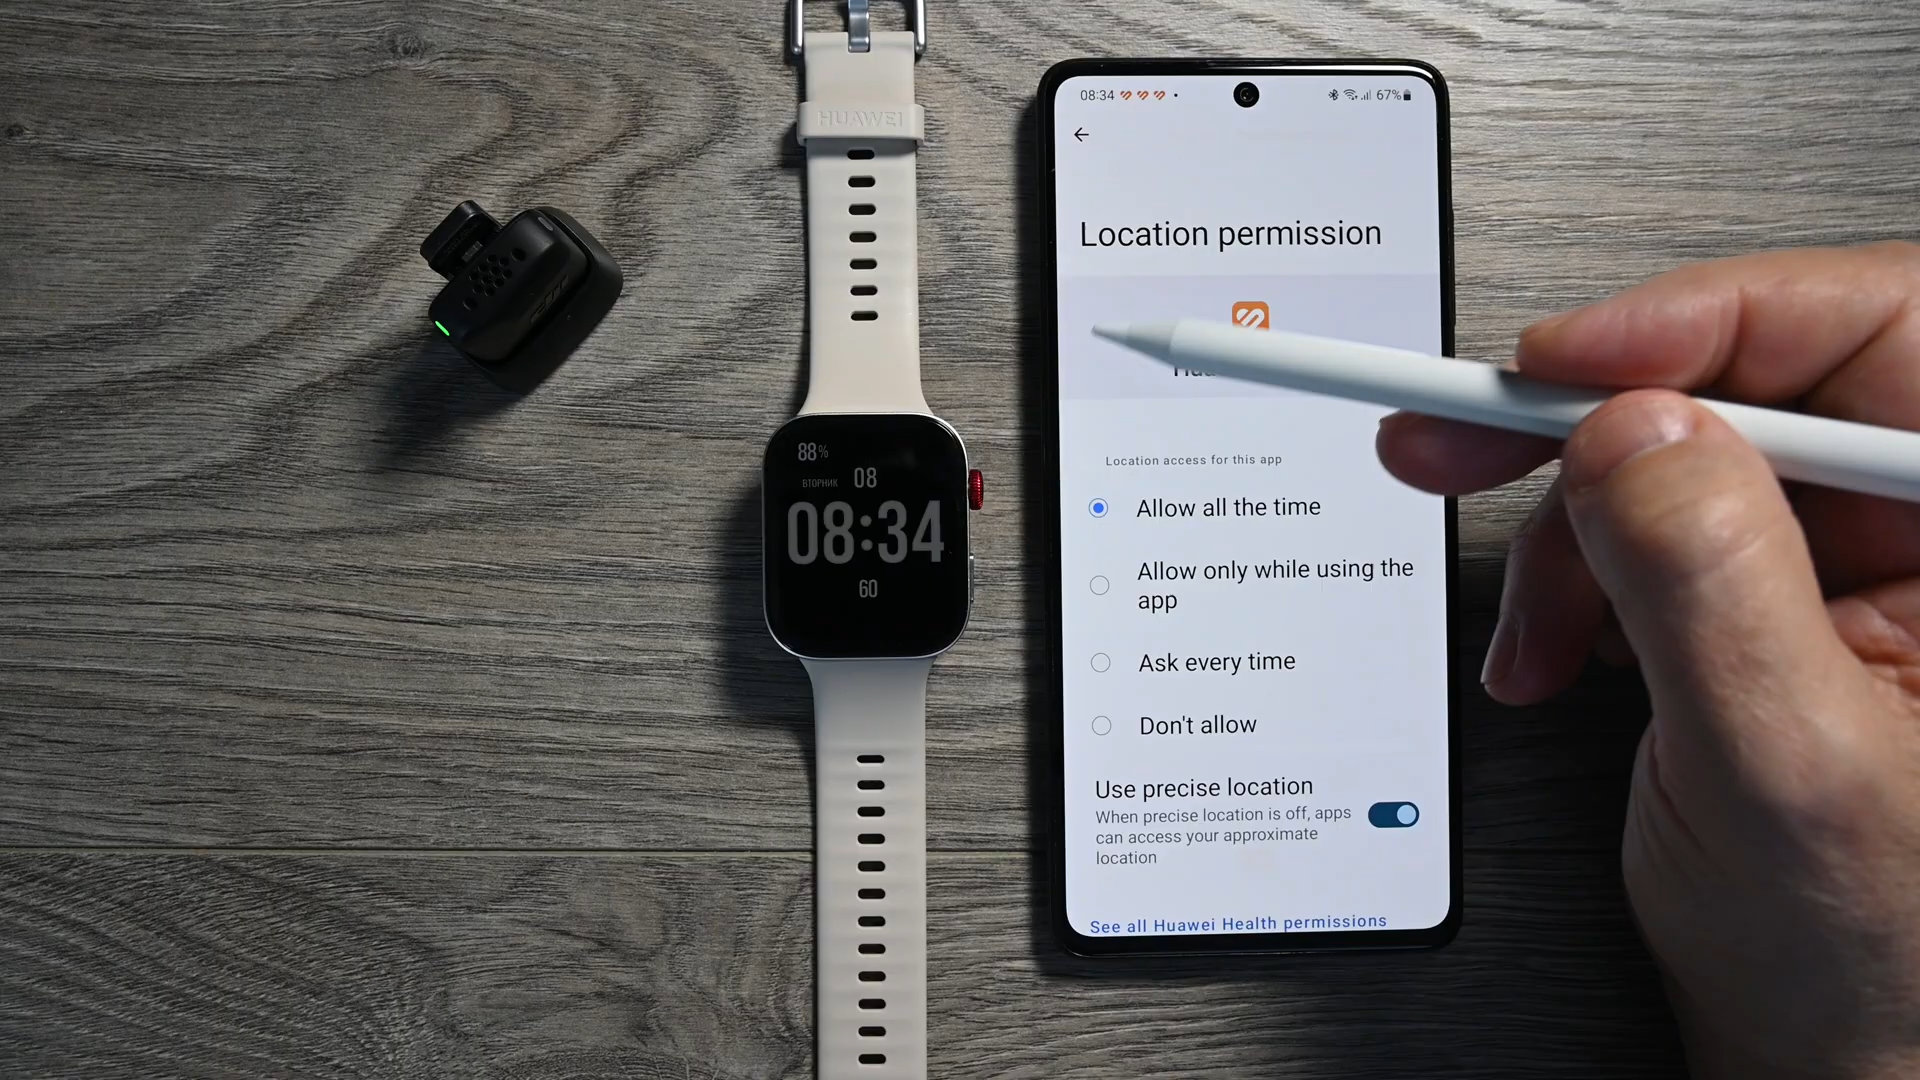 HUAWEI
88%
ВТОРНИК 08
08:34
60
08:34
67%
Location permission
Location access for this app
Allow all the time
Allow only while using the
app
Ask every time
Don't allow
Use precise location
When precise location is off, apps
can access your approximate
location
See all Huawei Health permissions